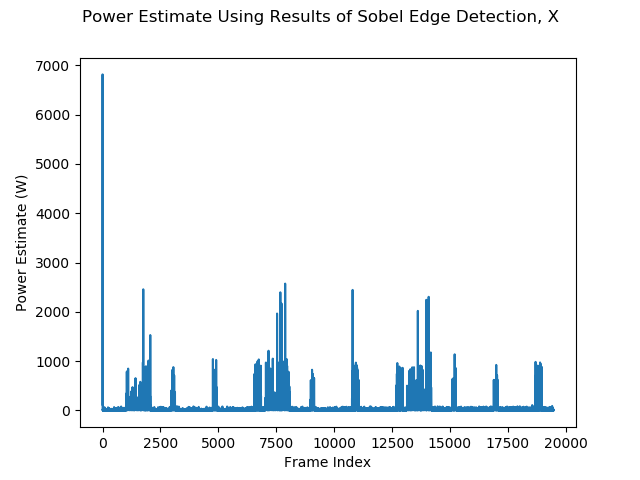 Power Estimate Using Results of Sobel Edge Detection, X
7000
6000
5000
4000
3000
2000
1000
0
Power Estimate (W)
0 2500 5000 7500 10000 12500 15000 17500 20000
Frame Index